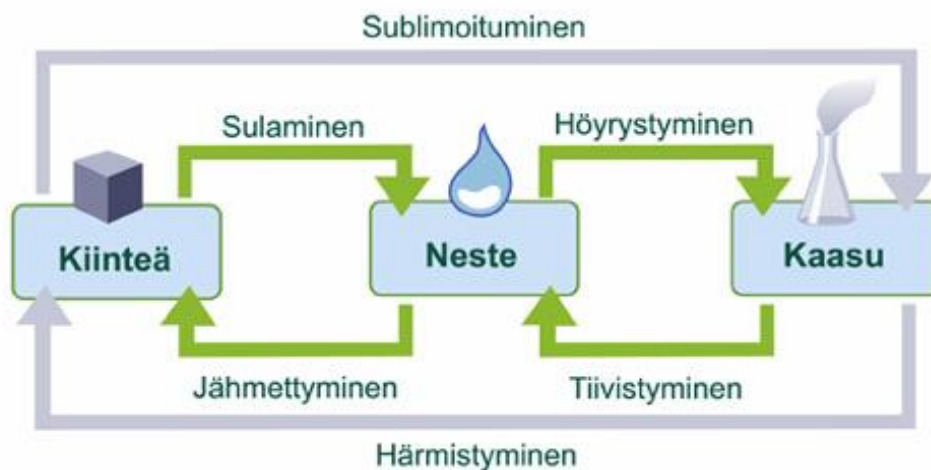 Sublimoituminen
Sulaminen
Höyrystyminen
Kiinteä
Neste
Kaasu
Jähmettyminen
Tiivistyminen
Härmistyminen